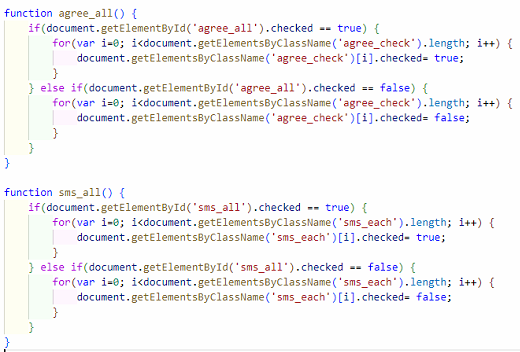 function agree_all() {
    if(document.getElementById('agree_all').checked == true) {
        for(var i=0; i<document.getElementsByClassName('agree_check').length; i++) {
            document.getElementsByClassName('agree_check')[i].checked= true;
        }
    } else if(document.getElementById('agree_all').checked == false) {
        for(var i=0; i<document.getElementsByClassName('agree_check').length; i++) {
            document.getElementsByClassName('agree_check')[i].checked= false;
        }
    }
}

function sms_all() {
    if(document.getElementById('sms_all').checked == true) {
        for(var i=0; i<document.getElementsByClassName('sms_each').length; i++) {
            document.getElementsByClassName('sms_each')[i].checked= true;
        }
    } else if(document.getElementById('sms_all').checked == false) {
        for(var i=0; i<document.getElementsByClassName('sms_each').length; i++) {
            document.getElementsByClassName('sms_each')[i].checked= false;
        }
    }
}